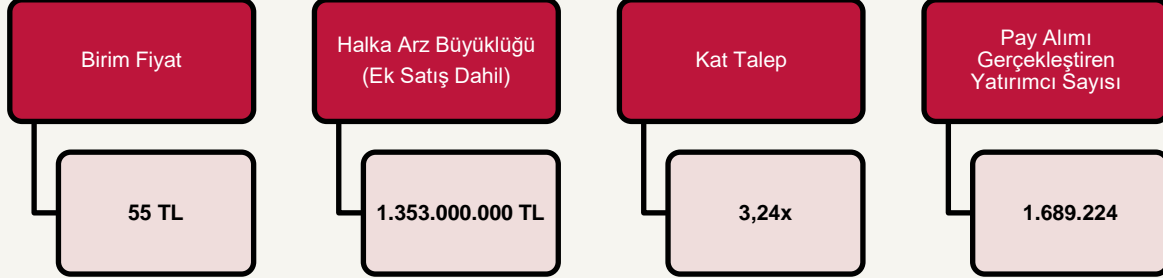 Birim Fiyat
55 TL
Halka Arz Büyüklüğü
(Ek Satış Dahil)
1.353.000.000 TL
Kat Talep
3,24x
Pay Alımı
Gerçekleştiren
Yatırımcı Sayısı
1.689.224